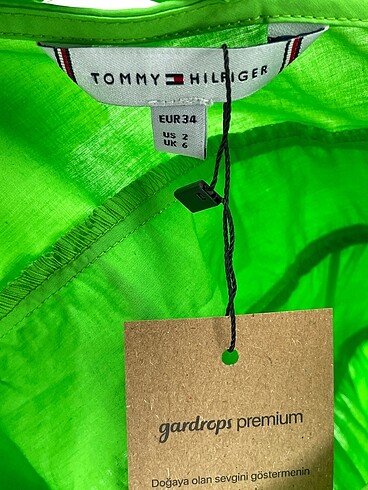 TOMMY HILFIGER
EUR 34
US 2
UK 6
gardrops premium
Doğaya olan sevgini göstermenin